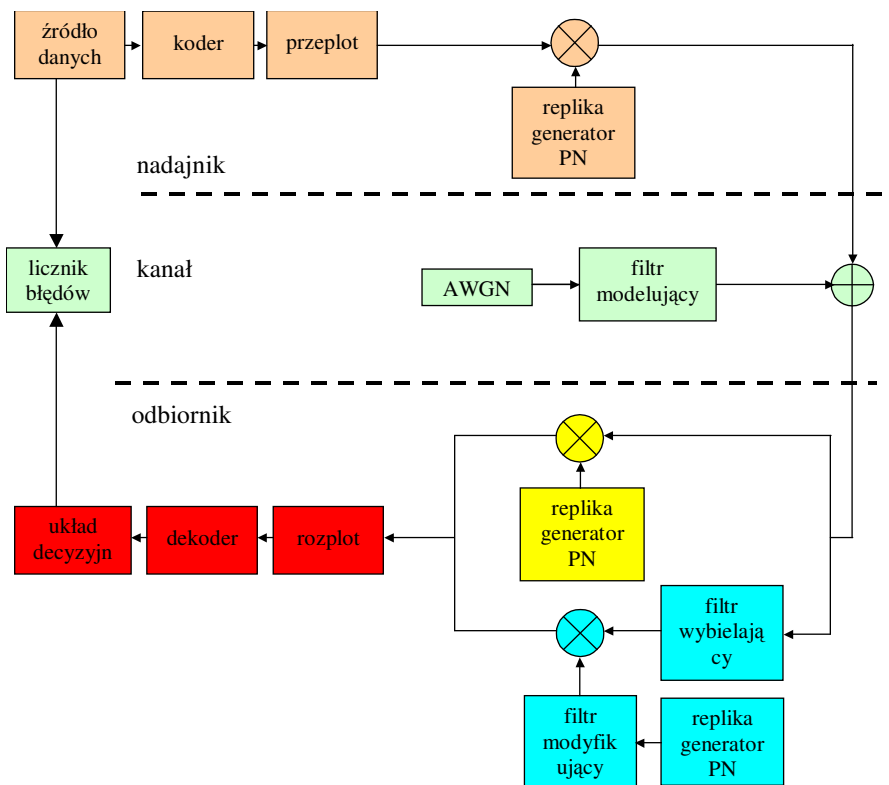 źródło
danych
koder
przeplot
replika
generator
PN
nadajnik
kanał
licznik
błędów
AWGN
filtr
modelujący
odbiornik
replika
generator
PN
układ
decyzyjn
dekoder
rozplot
filtr
wybielają
cy
filtr
modyfik
ujący
replika
generator
PN